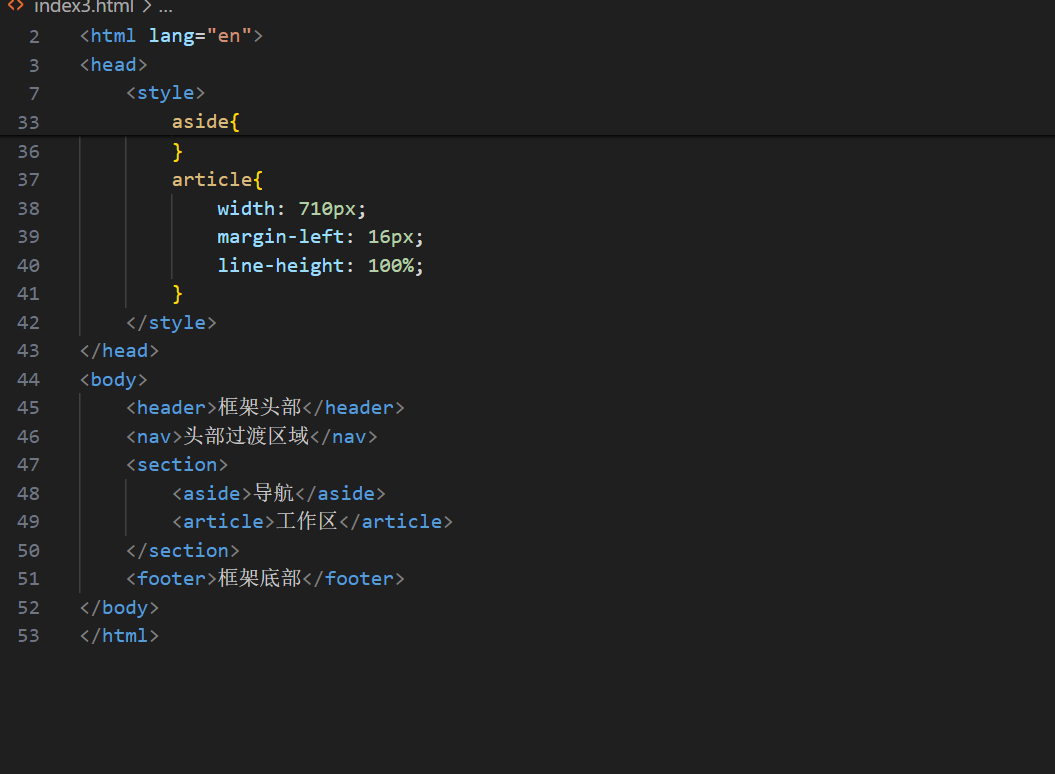 index3.html > ...
2 <html lang="en">
3 <head>
7 <style>
33 aside{
36 }
37 article{
38 width: 710px;
39 margin-left: 16px;
40 line-height: 100%;
41 }
42 </style>
43 </head>
44 <body>
45 <header>框架头部</header>
46 <nav>头部过渡区域</nav>
47 <section>
48 <aside>导航</aside>
49 <article>工作区</article>
50 </section>
51 <footer>框架底部</footer>
52 </body>
53 </html>